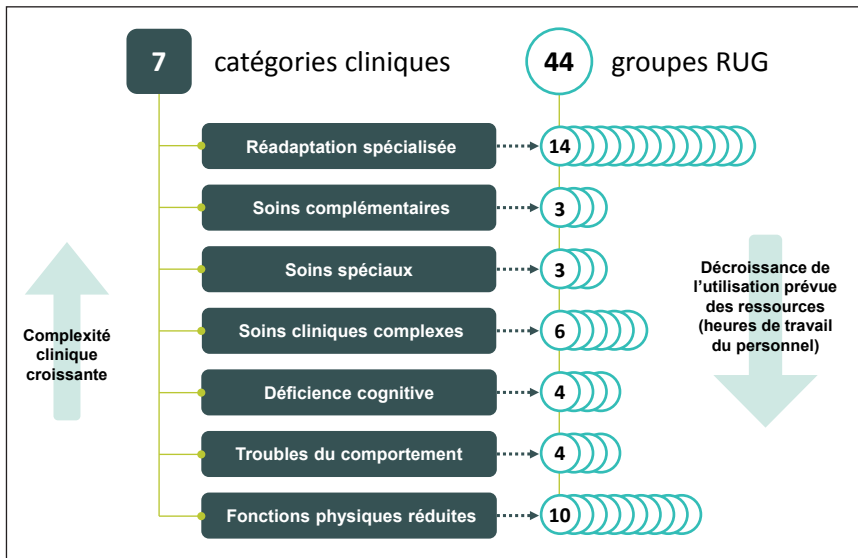 7 catégories cliniques
44 groupes RUG
Réadaptation spécialisée
14
Soins complémentaires
3
Soins spéciaux
3
Soins cliniques complexes
6
Déficience cognitive
4
Troubles du comportement
4
Fonctions physiques réduites
10
Complexité
clinique
croissante
Décroissance de
l’utilisation prévue
des ressources
(heures de travail
du personnel)